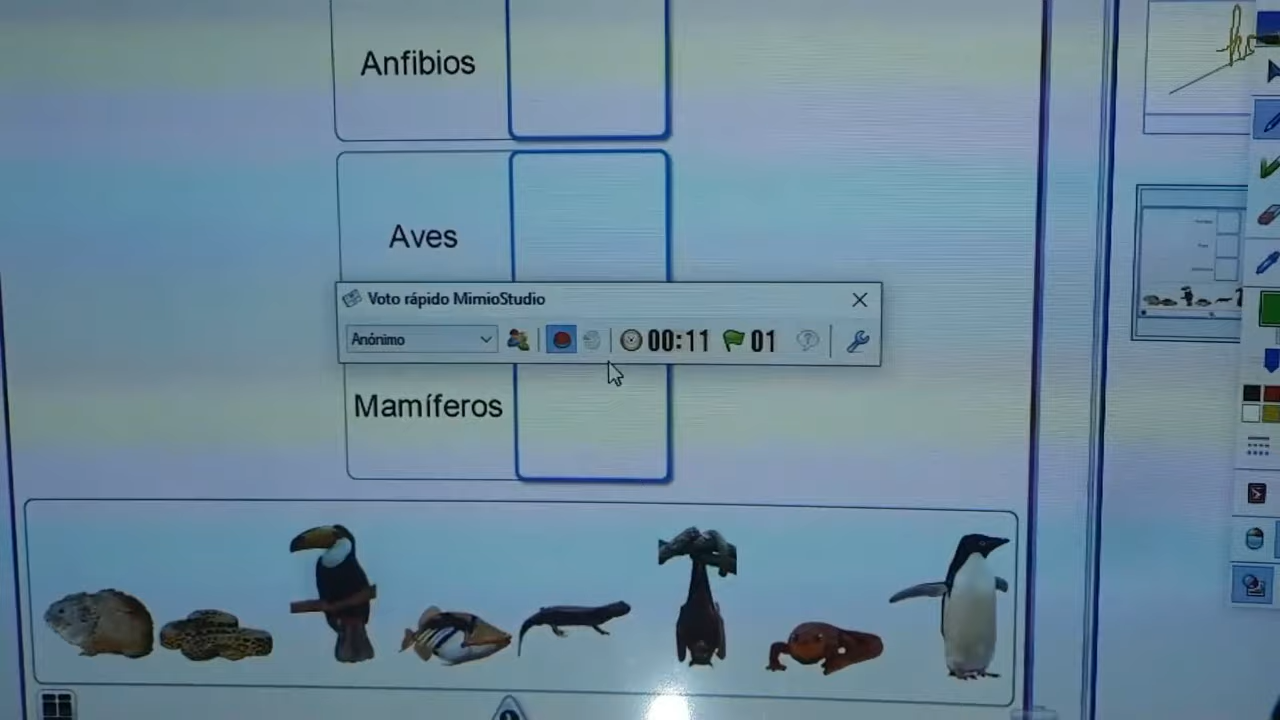 Anfibios
Aves
Voto rápido MimioStudio
Anónimo
00:11
01
Mamíferos